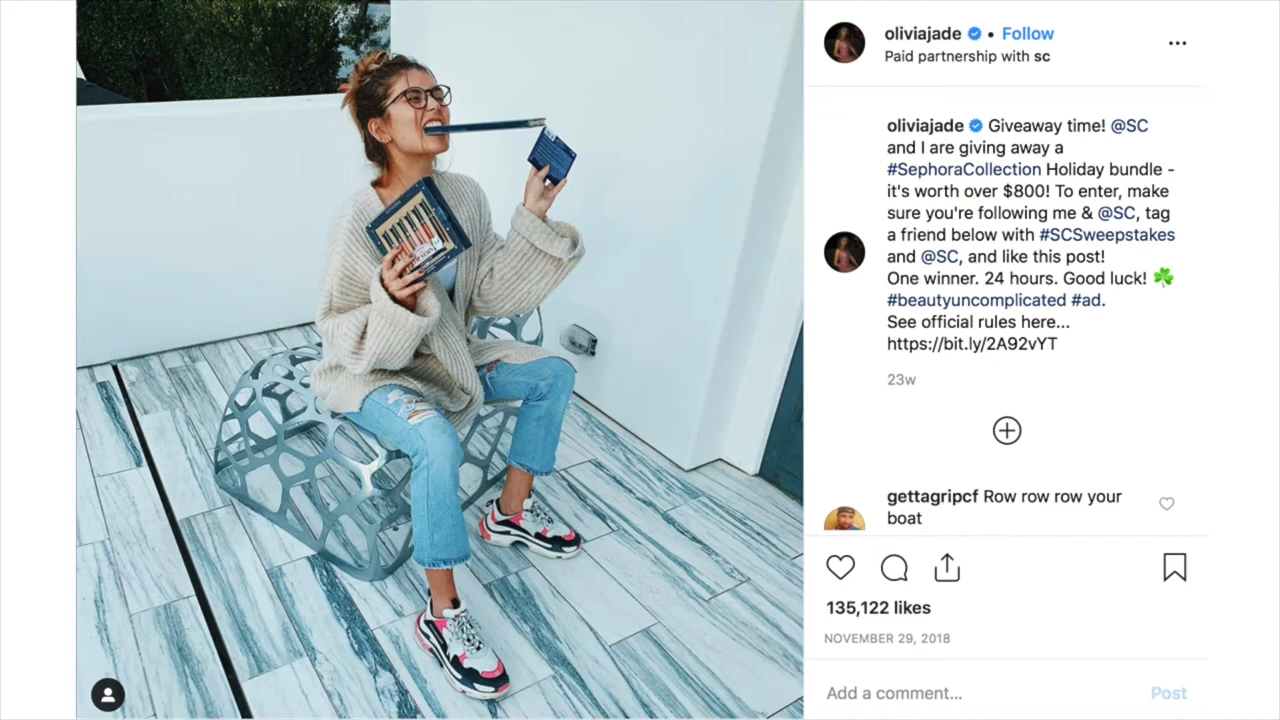 oliviajade • Follow
Paid partnership with sc
oliviajade Giveaway time! @SC
and I are giving away a
#SephoraCollection Holiday bundle -
it's worth over $800! To enter, make
sure you're following me & @SC, tag
a friend below with #SCSweepstakes
and @SC, and like this post!
One winner. 24 hours. Good luck! ☘️
#beautyuncomplicated #ad.
See official rules here...
https://bit.ly/2A92vYT
23w
gettagripcf Row row row your
boat
135,122 likes
NOVEMBER 29, 2018
Add a comment... Post